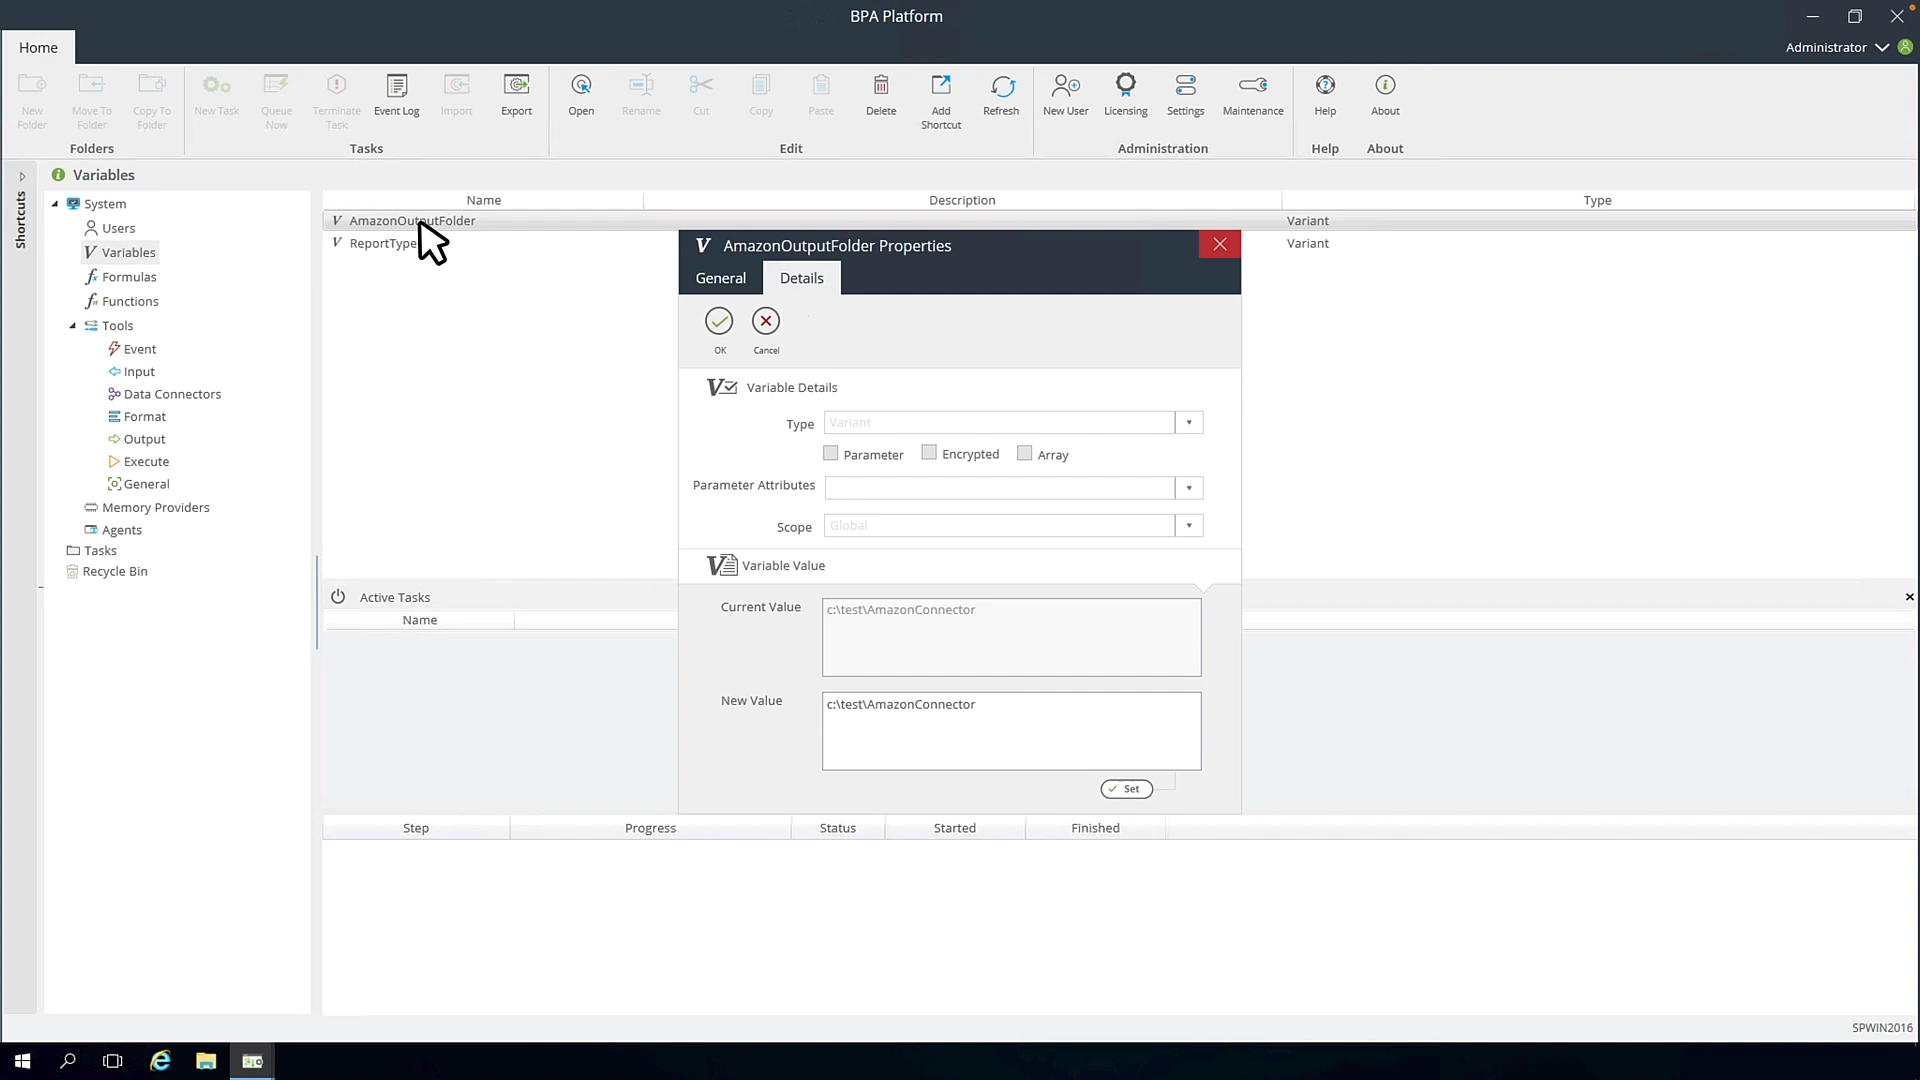 BPA Platform
Home
Administrator
New Folder
Move To Folder
Copy To Folder
New Task
Queue Now
Terminate Task
Event Log
Import
Export
Open
Rename
Cut
Copy
Paste
Delete
Add Shortcut
Refresh
New User
Licensing
Settings
Maintenance
Help
About
Folders
Tasks
Edit
Administration
Help
About
Shortcuts
Variables
System
Users
Variables
Formulas
Functions
Tools
Event
Input
Data Connectors
Format
Output
Execute
General
Memory Providers
Agents
Tasks
Recycle Bin
Name Description Type
AmazonOutputFolder Variant
ReportType Variant
AmazonOutputFolder Properties
General Details
OK Cancel
Variable Details
Type Variant
Parameter Encrypted Array
Parameter Attributes
Scope Global
Variable Value
Current Value c:\test\AmazonConnector
New Value c:\test\AmazonConnector
Set
Active Tasks
Name
Step Progress Status Started Finished
SPWIN2016